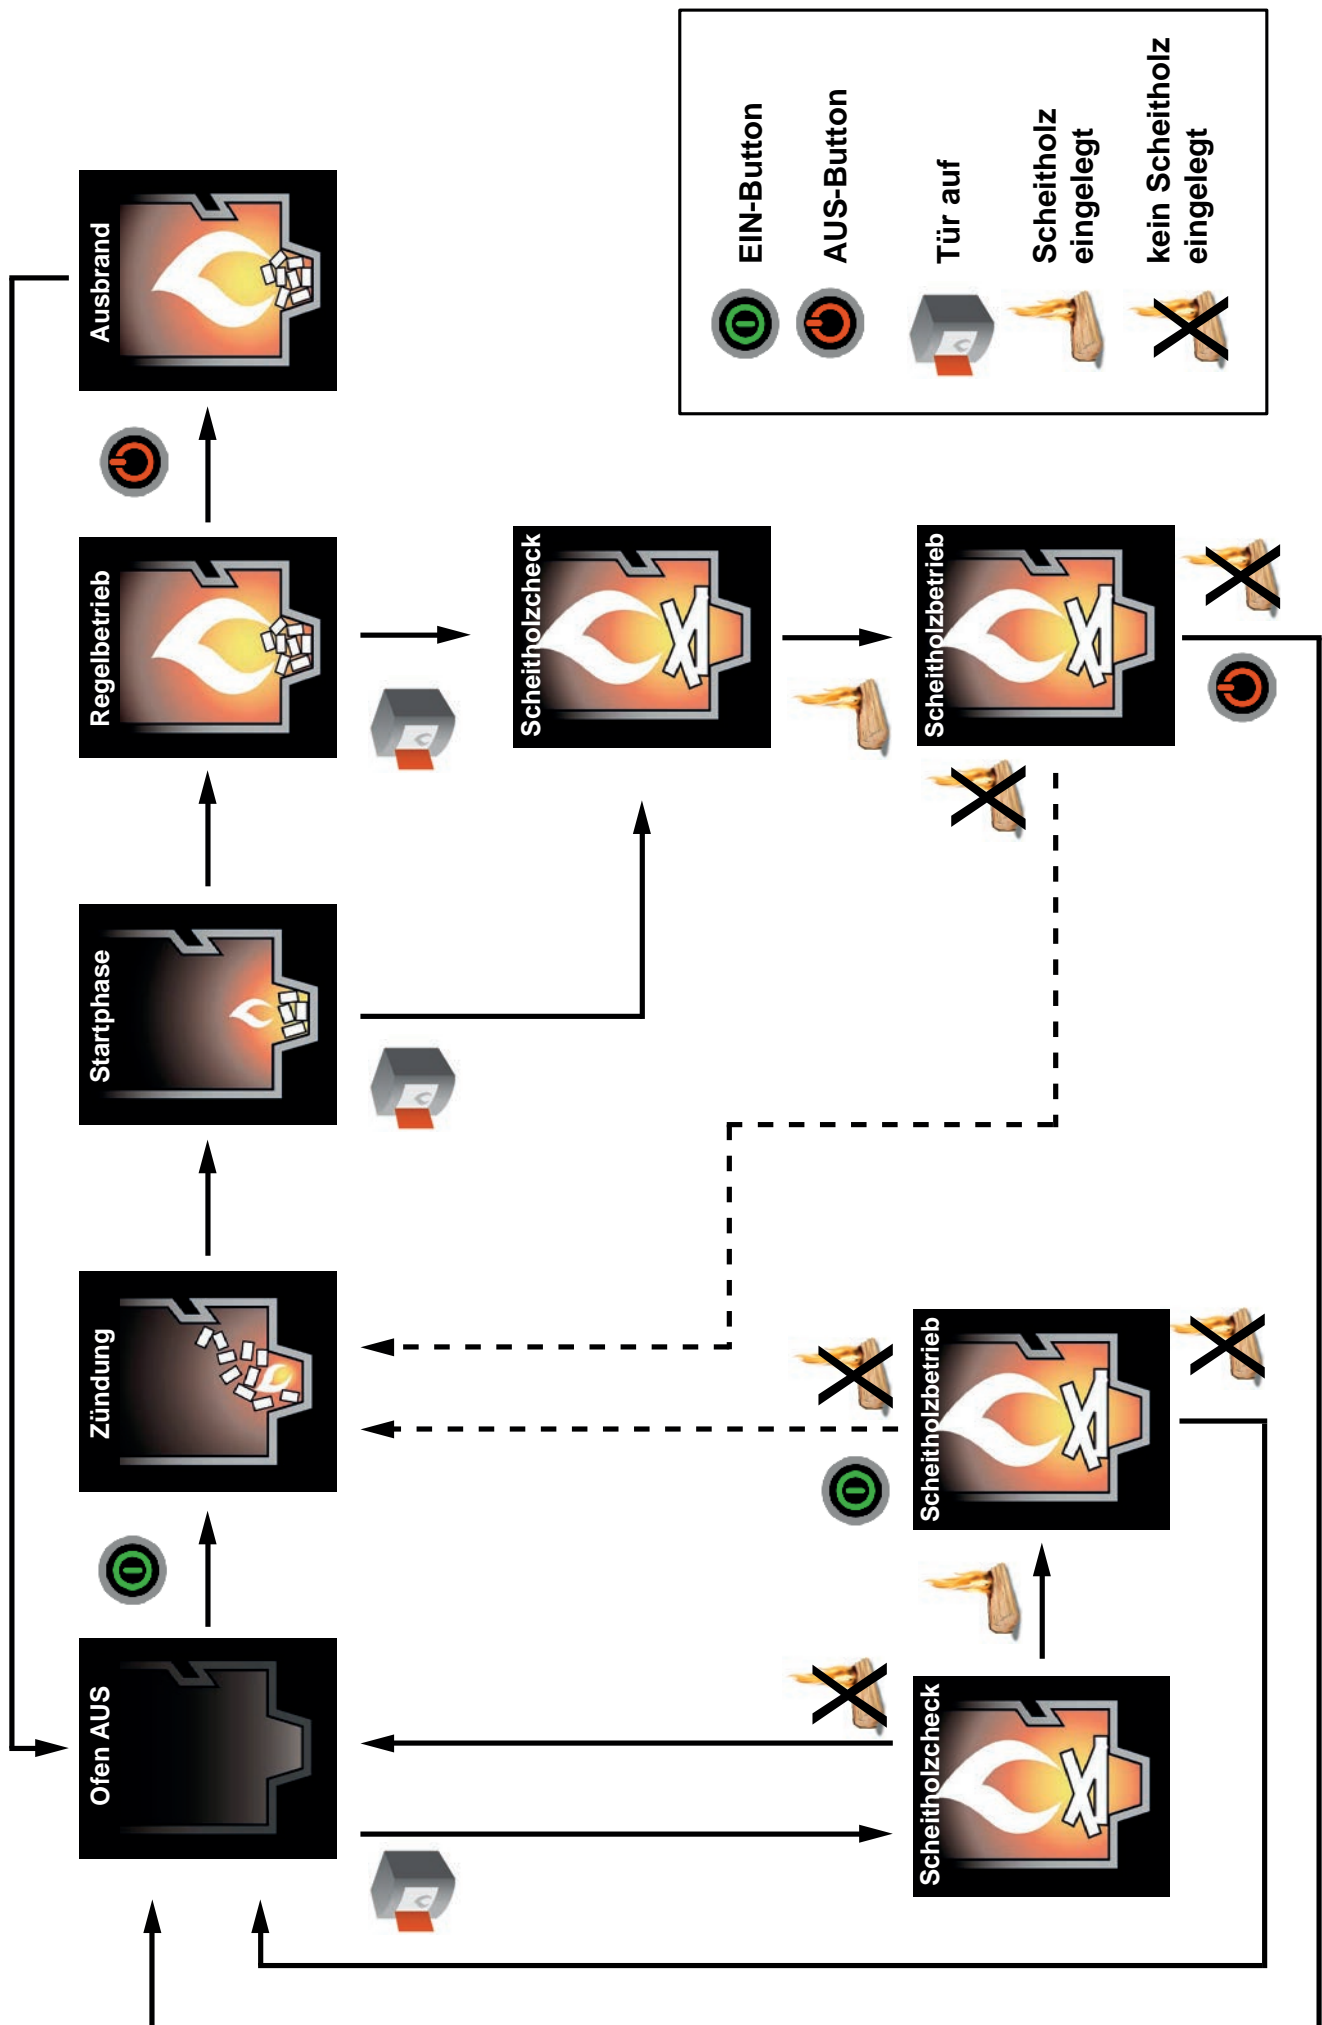 Ofen AUS
Zündung
Startphase
Regelbetrieb
Ausbrand
Scheitholzcheck
Scheitholzbetrieb
Scheitholzcheck
Scheitholzbetrieb
EIN-Button
AUS-Button
Tür auf
Scheitholz
eingelegt
kein Scheitholz
eingelegt